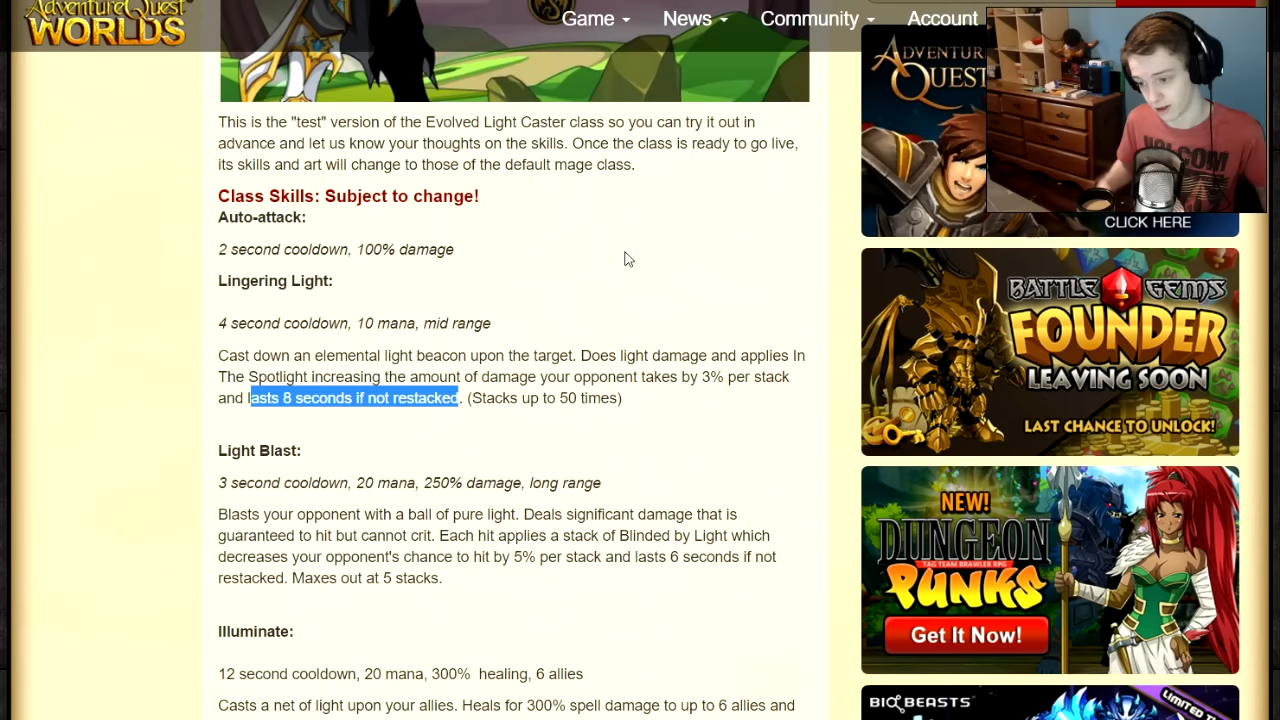 AdventureQuest
WORLDS
Game
News
Community
Account
This is the "test" version of the Evolved Light Caster class so you can try it out in
advance and let us know your thoughts on the skills. Once the class is ready to go live,
its skills and art will change to those of the default mage class.
Class Skills: Subject to change!
Auto-attack:
2 second cooldown, 100% damage
Lingering Light:
4 second cooldown, 10 mana, mid range
Cast down an elemental light beacon upon the target. Does light damage and applies In
The Spotlight increasing the amount of damage your opponent takes by 3% per stack
and lasts 8 seconds if not restacked. (Stacks up to 50 times)
Light Blast:
3 second cooldown, 20 mana, 250% damage, long range
Blasts your opponent with a ball of pure light. Deals significant damage that is
guaranteed to hit but cannot crit. Each hit applies a stack of Blinded by Light which
decreases your opponent's chance to hit by 5% per stack and lasts 6 seconds if not
restacked. Maxes out at 5 stacks.
Illuminate:
12 second cooldown, 20 mana, 300% healing, 6 allies
Casts a net of light upon your allies. Heals for 300% spell damage to up to 6 allies and
QUEST
VOLCOM
CLICK HERE
BATTLE GEMS
FOUNDER
LEAVING SOON
LAST CHANCE TO UNLOCK!
NEW!
DUNGEON
TAG TEAM BRAWLER RPG
PUNKS
Get It Now!
BIOBEASTS